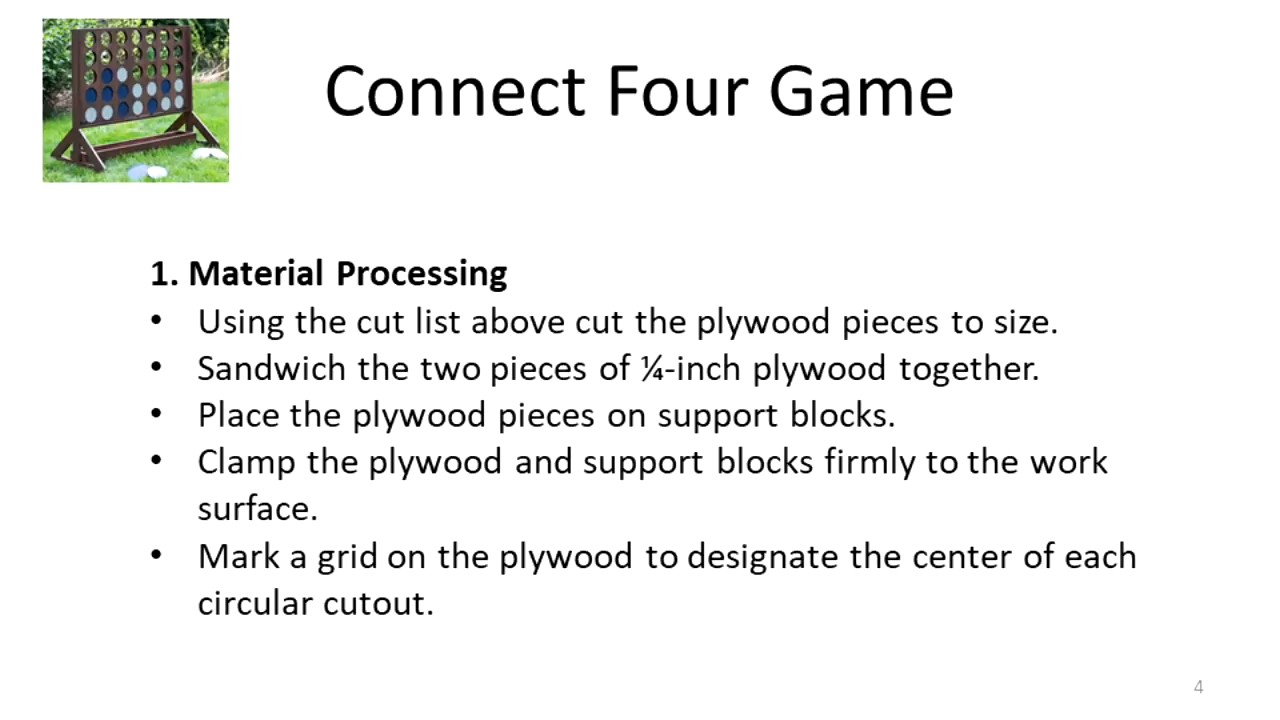 Connect Four Game
1. Material Processing
• Using the cut list above cut the plywood pieces to size.
• Sandwich the two pieces of ¼-inch plywood together.
• Place the plywood pieces on support blocks.
• Clamp the plywood and support blocks firmly to the work
surface.
• Mark a grid on the plywood to designate the center of each
circular cutout.
4